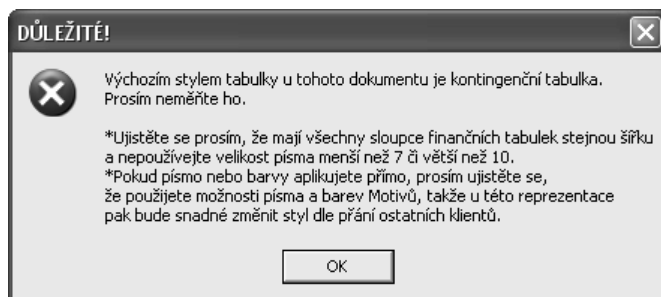 DŮLEŽITÉ!
Výchozím stylem tabulky u tohoto dokumentu je kontingenční tabulka.
Prosím neměňte ho.
*Ujistěte se prosím, že mají všechny sloupce finančních tabulek stejnou šířku
a nepoužívejte velikost písma menší než 7 či větší než 10.
*Pokud písmo nebo barvy aplikujete přímo, prosím ujistěte se,
že použijete možnosti písma a barev Motivů, takže u této reprezentace
pak bude snadné změnit styl dle přání ostatních klientů.
OK